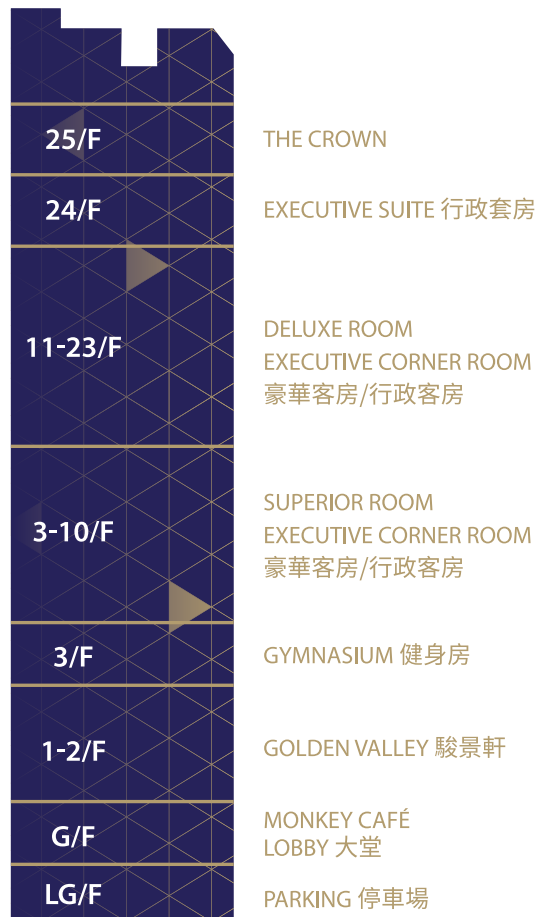 25/F
THE CROWN
24/F
EXECUTIVE SUITE 行政套房
11-23/F
DELUXE ROOM
EXECUTIVE CORNER ROOM
豪華客房/行政客房
3-10/F
SUPERIOR ROOM
EXECUTIVE CORNER ROOM
豪華客房/行政客房
3/F
GYMNASIUM 健身房
1-2/F
GOLDEN VALLEY 駿景軒
G/F
MONKEY CAFÉ
LOBBY 大堂
LG/F
PARKING 停車場